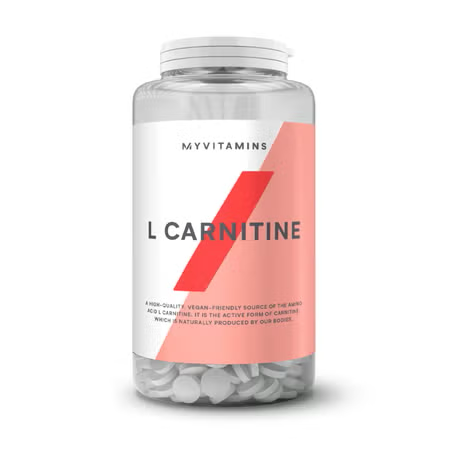 MYVITAMINS
L CARNITINE
A HIGH-QUALITY, VEGAN-FRIENDLY SOURCE OF THE AMINO
ACID L CARNITINE. IT IS THE ACTIVE FORM OF CARNITINE,
WHICH IS NATURALLY PRODUCED BY OUR BODIES.